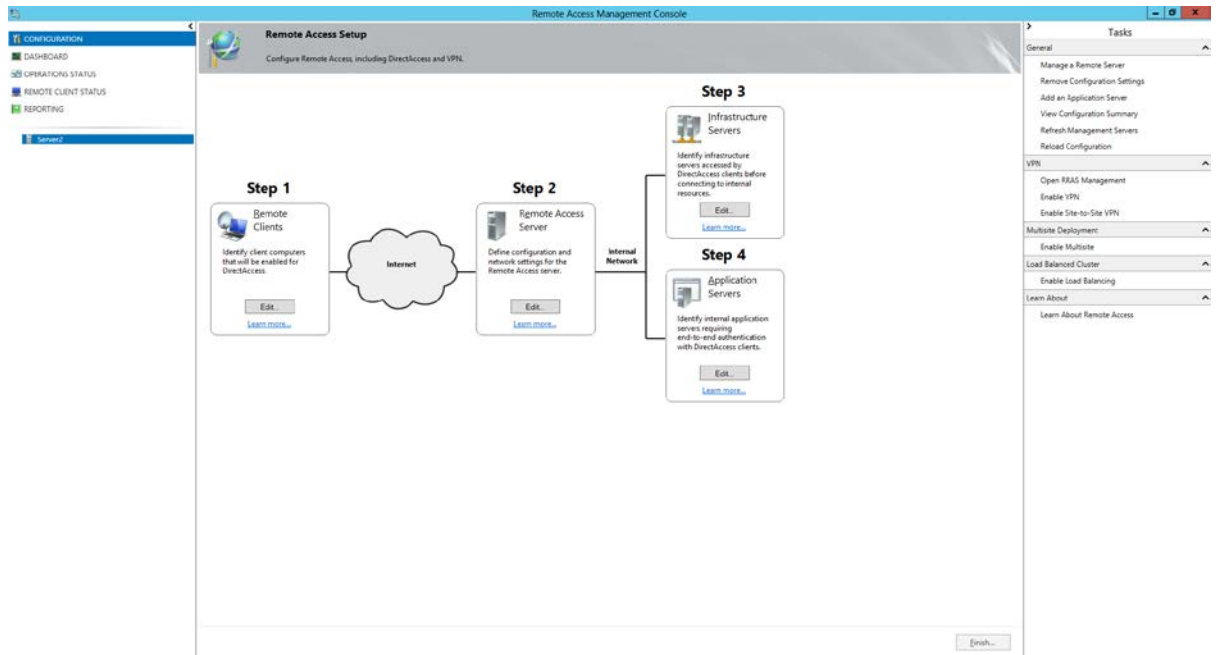 Remote Access Management Console
CONFIGURATION
DASHBOARD
OPERATIONS STATUS
REMOTE CLIENT STATUS
REPORTING
Server2
Remote Access Setup
Configure Remote Access, including DirectAccess and VPN.
Step 1
Remote
Clients
Identify client computers
that will be enabled for
DirectAccess.
Edit...
Learn more...
Internet
Step 2
Remote Access
Server
Define configuration and
network settings for the
Remote Access server.
Edit...
Learn more...
Internal
Network
Step 3
Infrastructure
Servers
Identify infrastructure
servers accessed by
DirectAccess clients before
connecting to internal
resources.
Edit...
Learn more...
Step 4
Application
Servers
Identify internal application
servers requiring
end-to-end authentication
with DirectAccess clients.
Edit...
Learn more...
Finish...
Tasks
General
Manage a Remote Server
Remove Configuration Settings
Add an Application Server
View Configuration Summary
Refresh Management Servers
Reload Configuration
VPN
Open RRAS Management
Enable VPN
Enable Site-to-Site VPN
Multisite Deployment
Enable Multisite
Load Balanced Cluster
Enable Load Balancing
Learn About
Learn About Remote Access